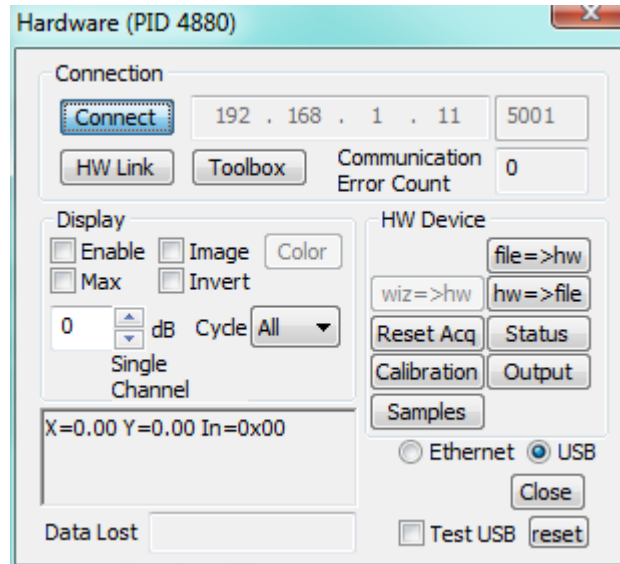 Hardware (PID 4880)
Connection
Connect 192 . 168 . 1 . 11 5001
HW Link Toolbox Communication Error Count 0
Display
Enable Image Color
Max Invert
0 dB Cycle All
Single
Channel
X=0.00 Y=0.00 In=0x00
Data Lost
HW Device
file=>hw
wiz=>hw hw=>file
Reset Acq Status
Calibration Output
Samples
Ethernet USB
Close
Test USB reset